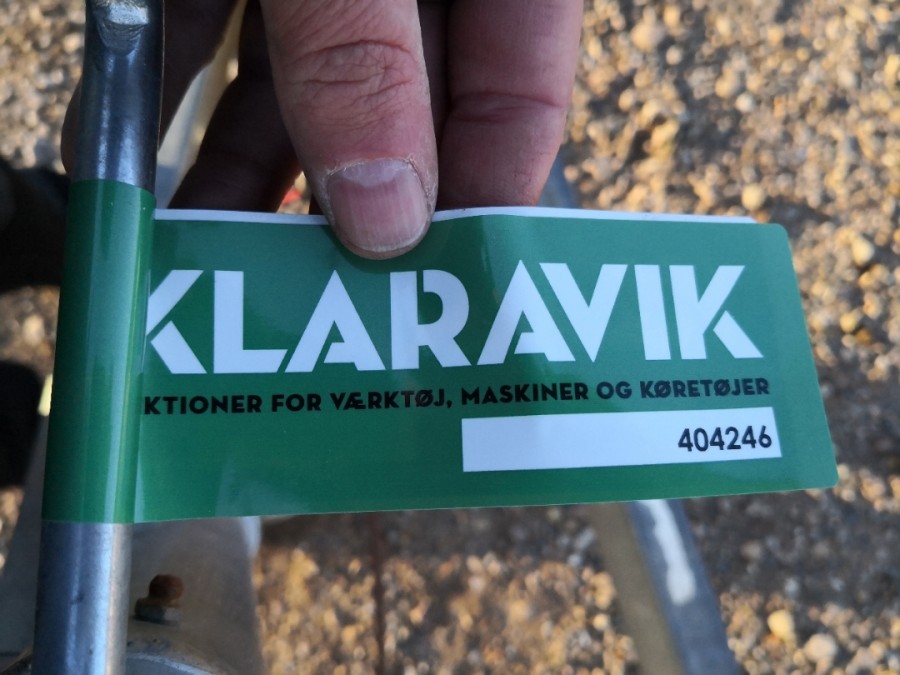 KLARAVIK
KTIONER FOR VÆRKTØJ, MASKINER OG KØRETØJER
404246